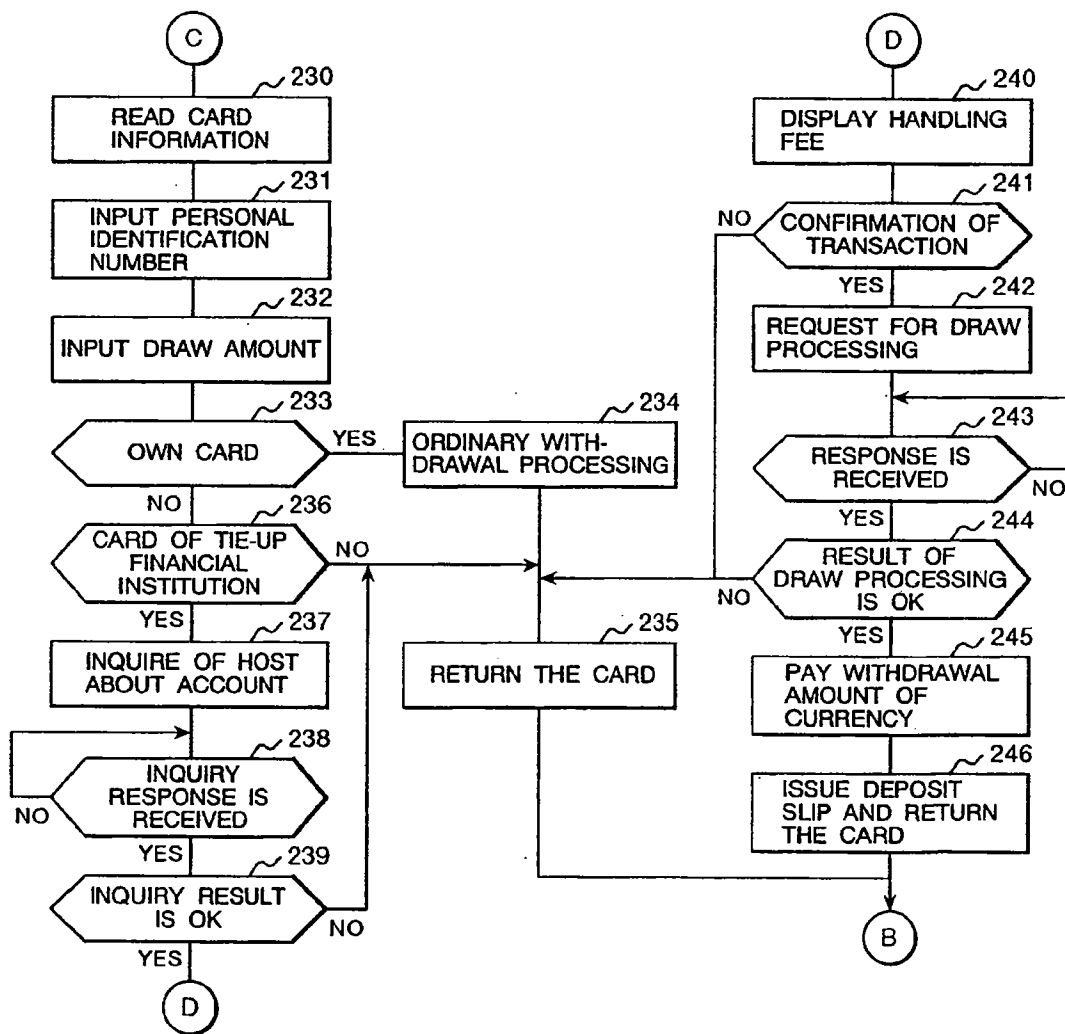 C
230
READ CARD
INFORMATION
231
INPUT PERSONAL
IDENTIFICATION
NUMBER
232
INPUT DRAW AMOUNT
233
OWN CARD
YES
NO
234
ORDINARY WITH-
DRAWAL PROCESSING
236
CARD OF TIE-UP
FINANCIAL
INSTITUTION
NO
YES
237
INQUIRE OF HOST
ABOUT ACCOUNT
235
RETURN THE CARD
238
INQUIRY
RESPONSE IS
RECEIVED
NO
YES
239
INQUIRY RESULT
IS OK
NO
YES
D
D
240
DISPLAY HANDLING
FEE
241
CONFIRMATION OF
TRANSACTION
NO
YES
242
REQUEST FOR DRAW
PROCESSING
243
RESPONSE IS
RECEIVED
NO
YES
244
RESULT OF
DRAW PROCESSING
IS OK
NO
YES
245
PAY WITHDRAWAL
AMOUNT OF
CURRENCY
246
ISSUE DEPOSIT
SLIP AND RETURN
THE CARD
B